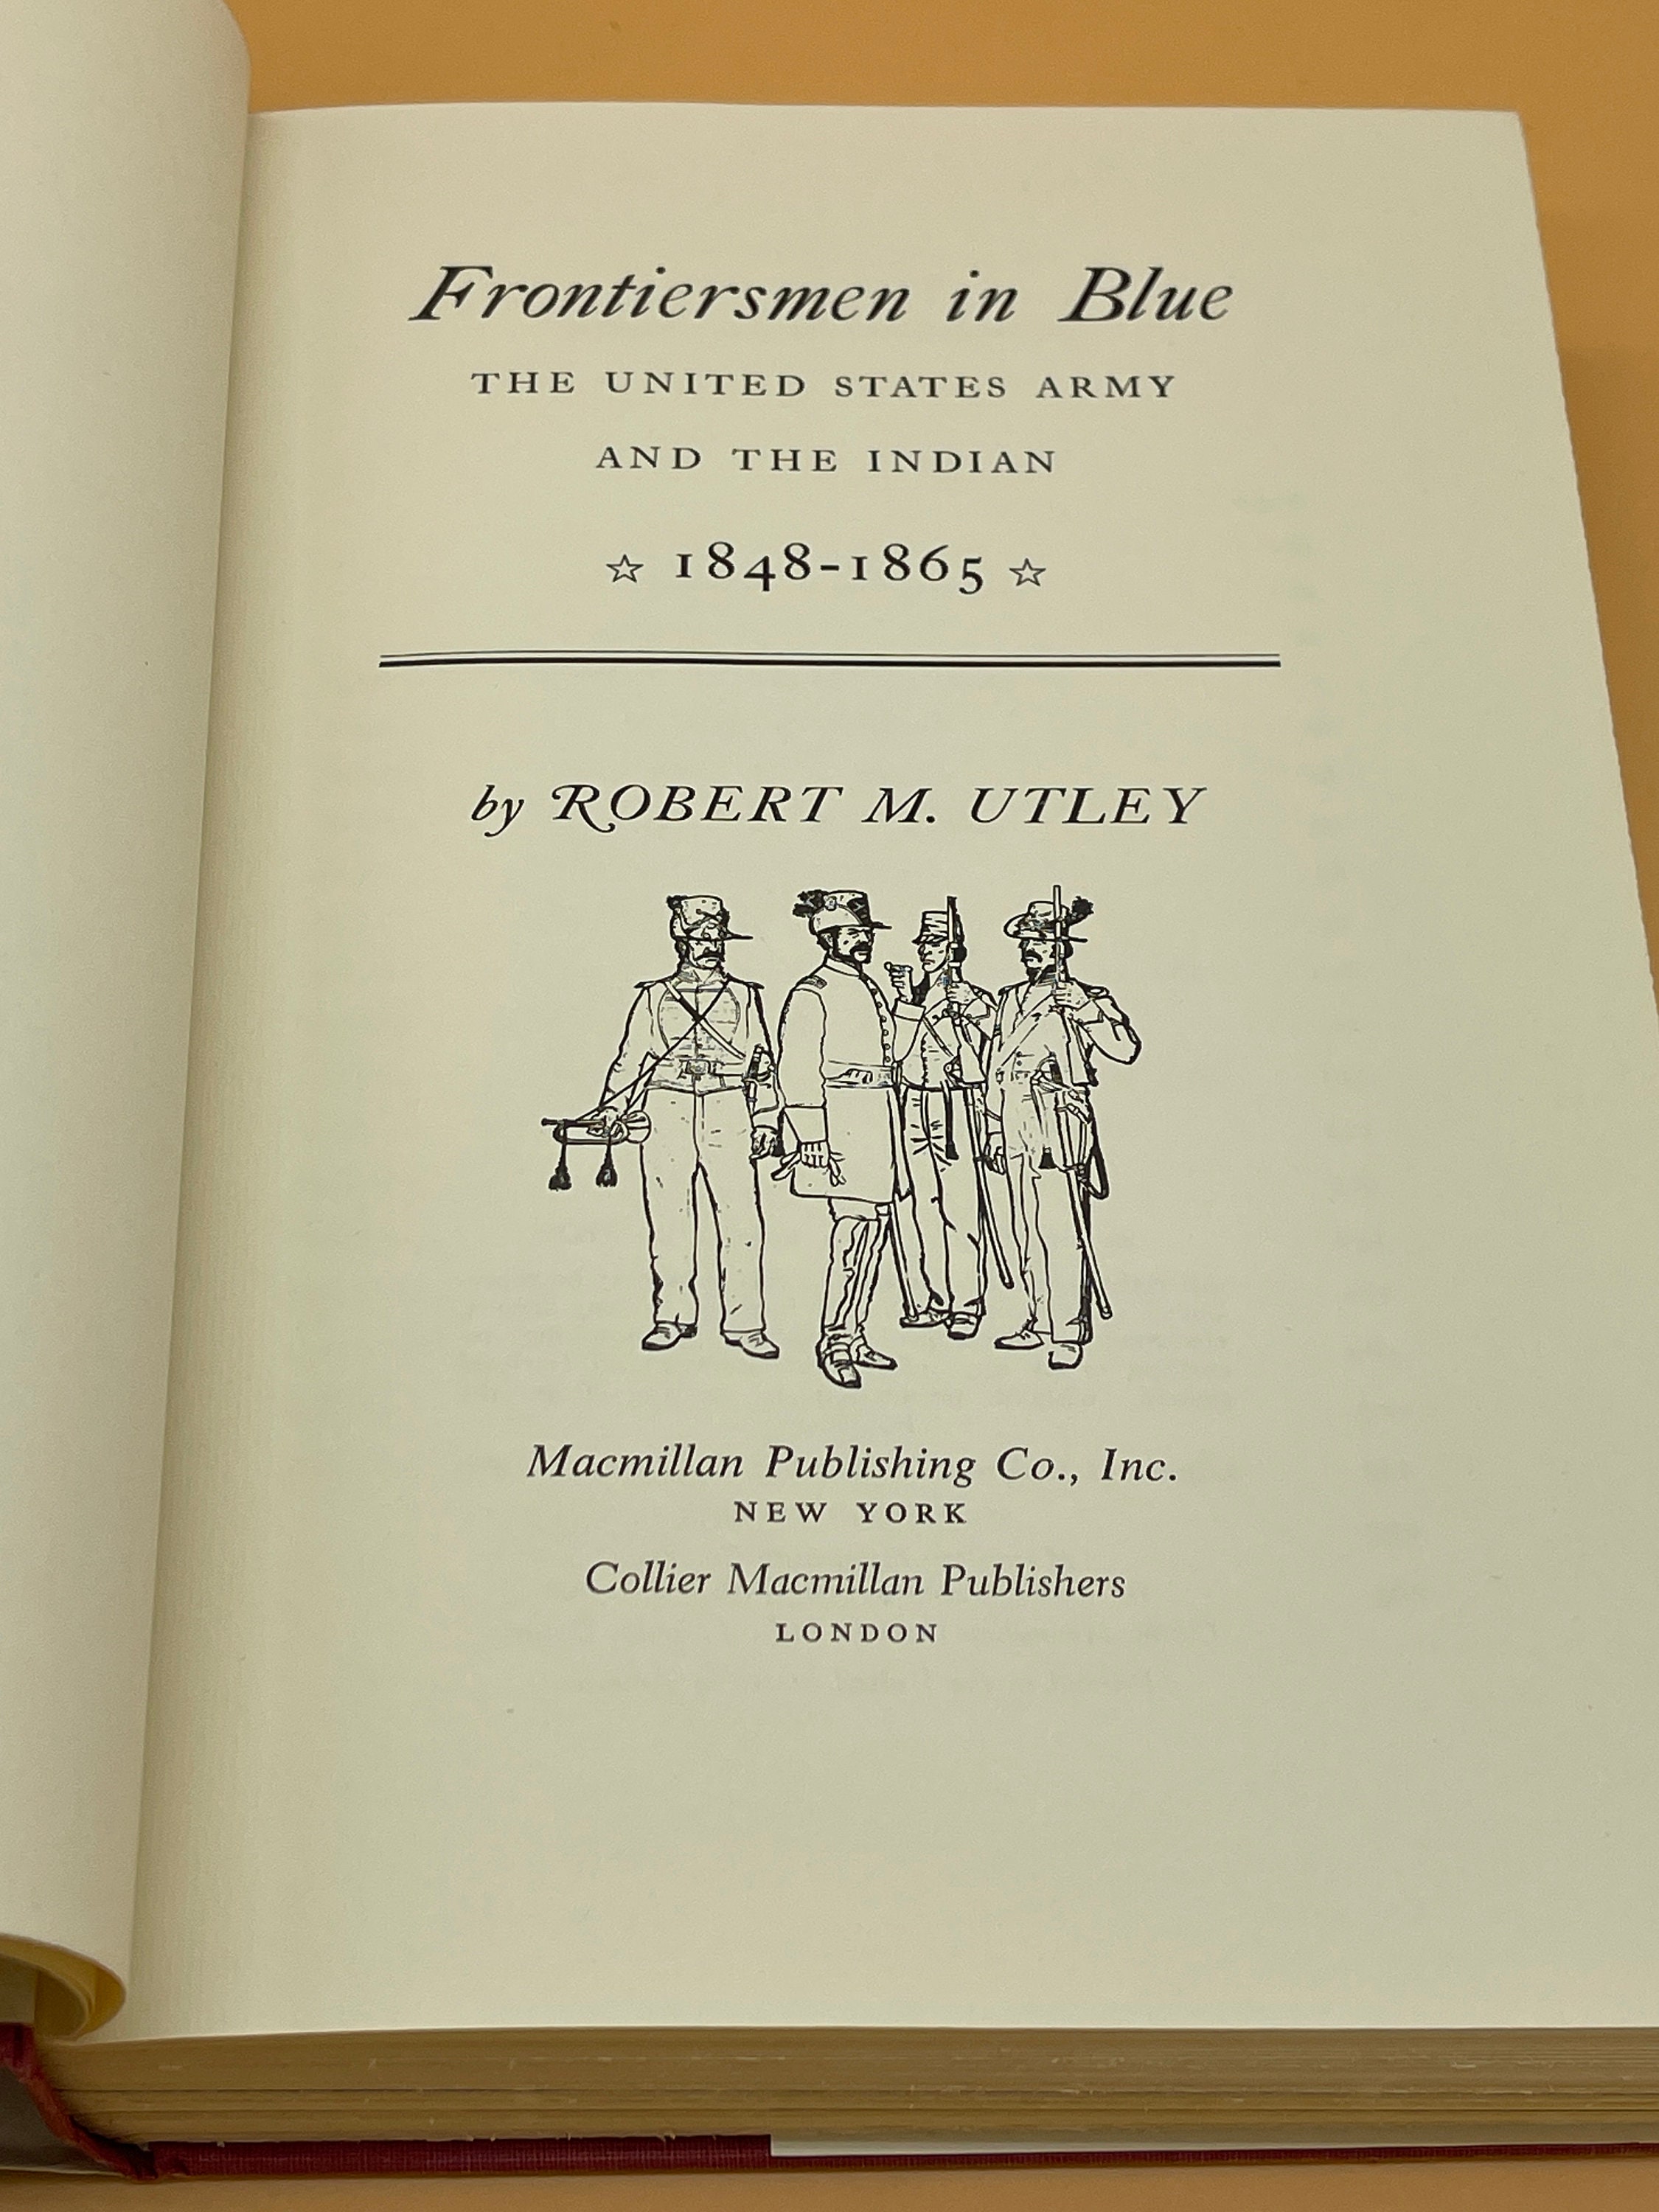 Frontiersmen in Blue
THE UNITED STATES ARMY
AND THE INDIAN
☆ 1848-1865 ☆
by ROBERT M. UTLEY
Macmillan Publishing Co., Inc.
NEW YORK
Collier Macmillan Publishers
LONDON